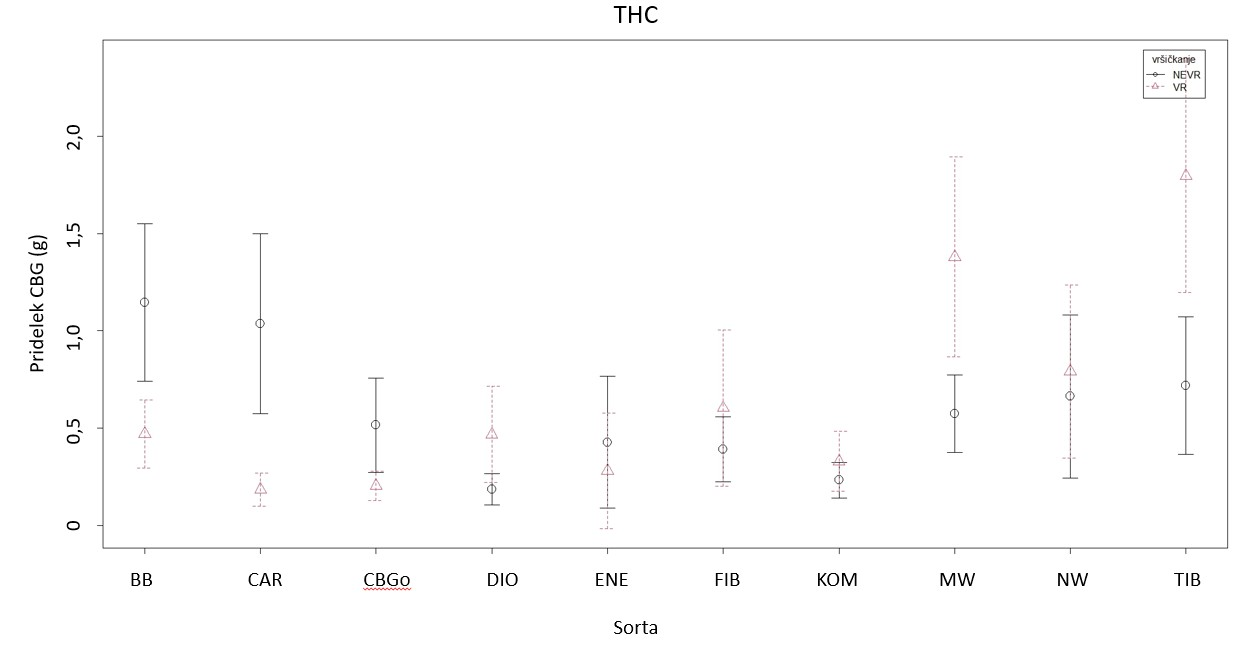 THC
vršičkanje
NEVR
VR
Pridelek CBG (g)
2,0
1,5
1,0
0,5
0
BB CAR CBGo DIO ENE FIB KOM MW NW TIB
Sorta